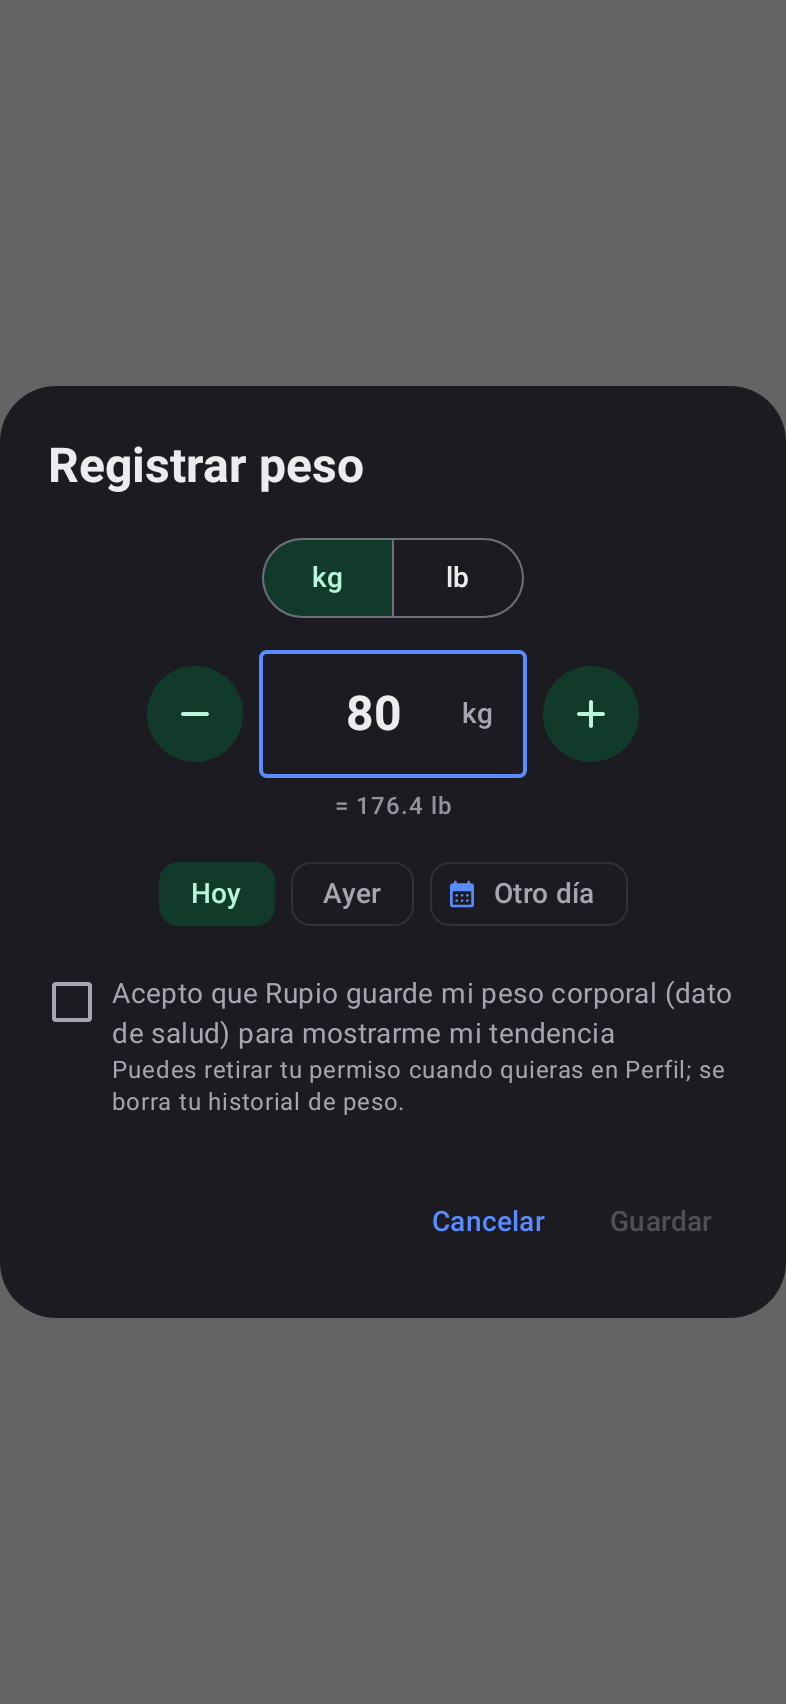 Registrar peso
kg
lb
80 kg
= 176.4 lb
Hoy
Ayer
Otro día
Acepto que Rupio guarde mi peso corporal (dato
de salud) para mostrarme mi tendencia
Puedes retirar tu permiso cuando quieras en Perfil; se
borra tu historial de peso.
Cancelar
Guardar